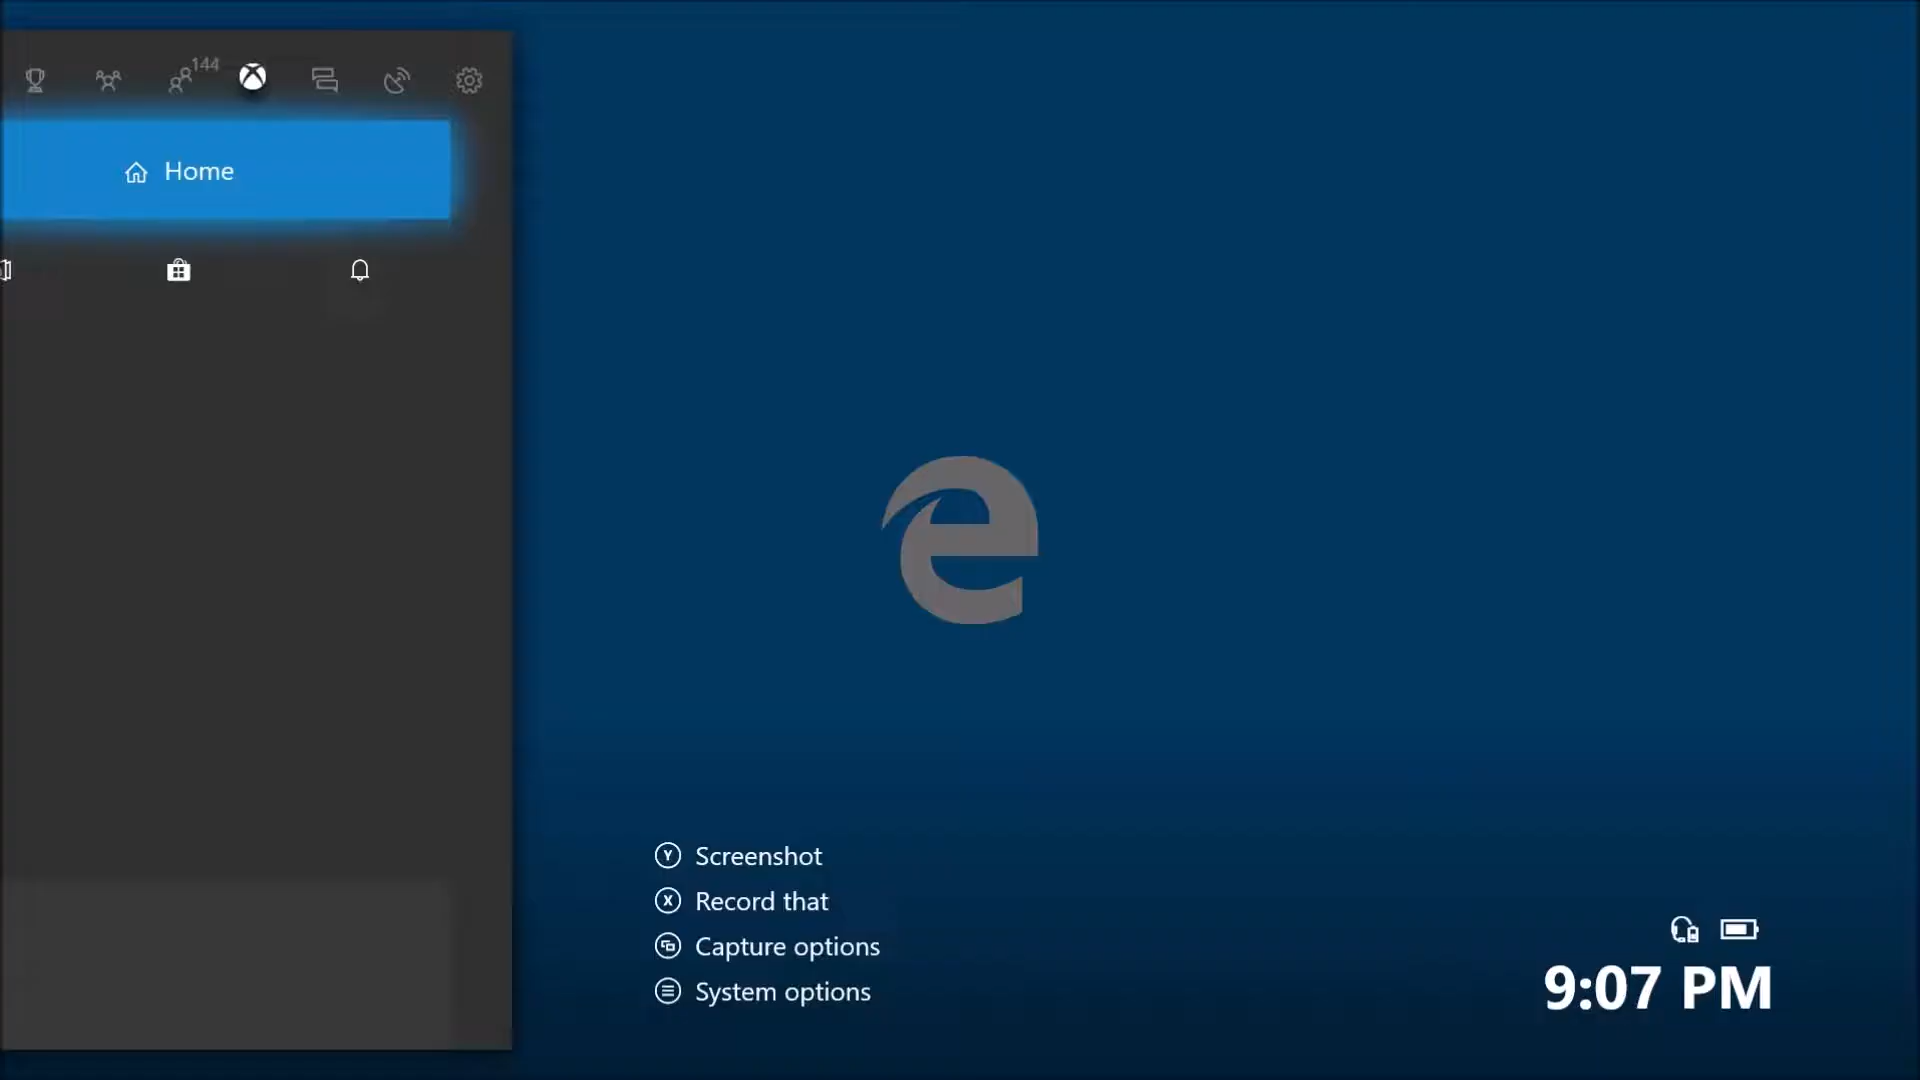 144
Home
Screenshot
Record that
Capture options
System options
9:07 PM